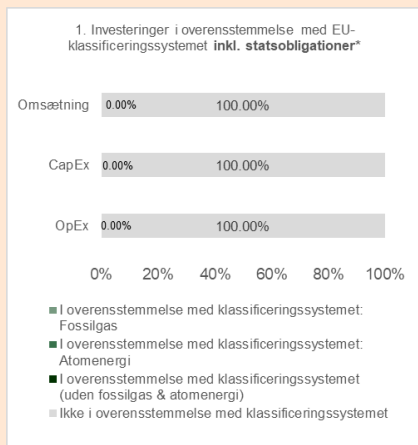 1. Investeringer i overensstemmelse med EU-
klassificeringssystemet inkl. statsobligationer*
Omsætning 0.00% 100.00%
CapEx 0.00% 100.00%
OpEx 0.00% 100.00%
0% 20% 40% 60% 80% 100%
I overensstemmelse med klassificeringssystemet:
Fossilgas
I overensstemmelse med klassificeringssystemet:
Atomenergi
I overensstemmelse med klassificeringssystemet
(uden fossilgas & atomenergi)
Ikke i overensstemmelse med klassificeringssystemet